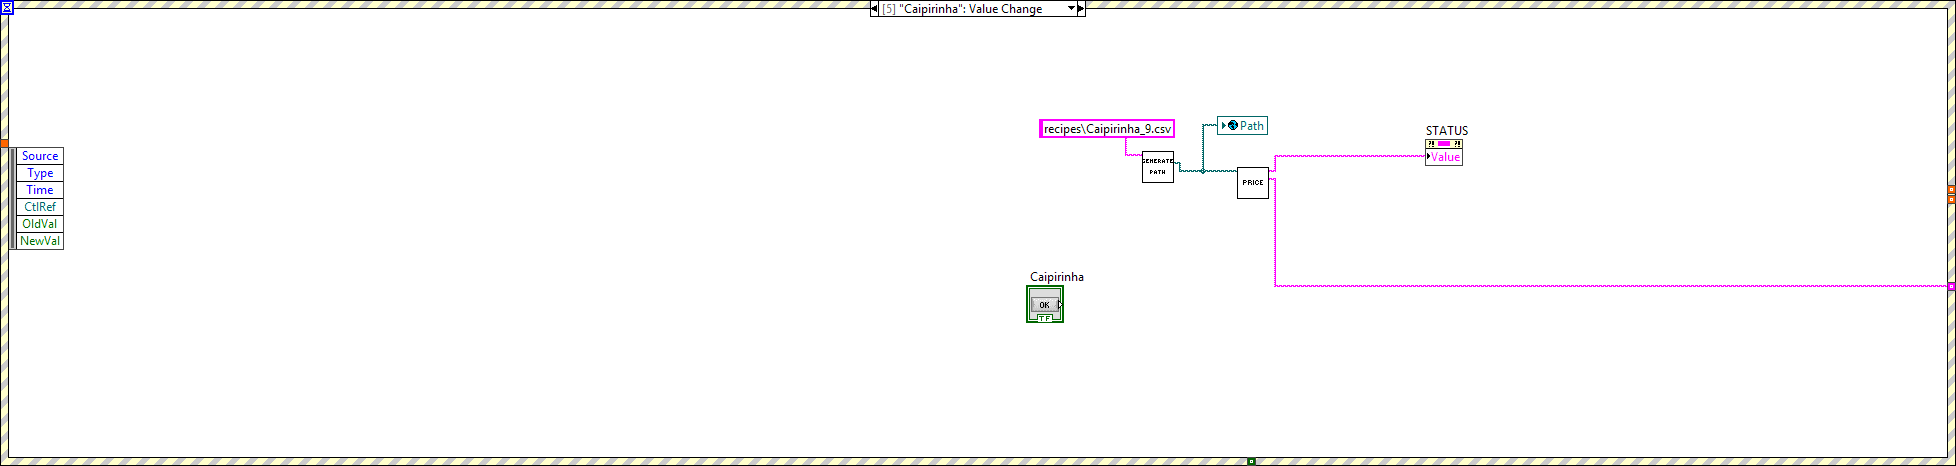 [5] "Caipirinha": Value Change
recipes\Caipirinha_9.csv
Path
STATUS
?! ?!
Value
GENERATE
PATH
PRICE
Source
Type
Time
CtlRef
OldVal
NewVal
Caipirinha
OK
TF